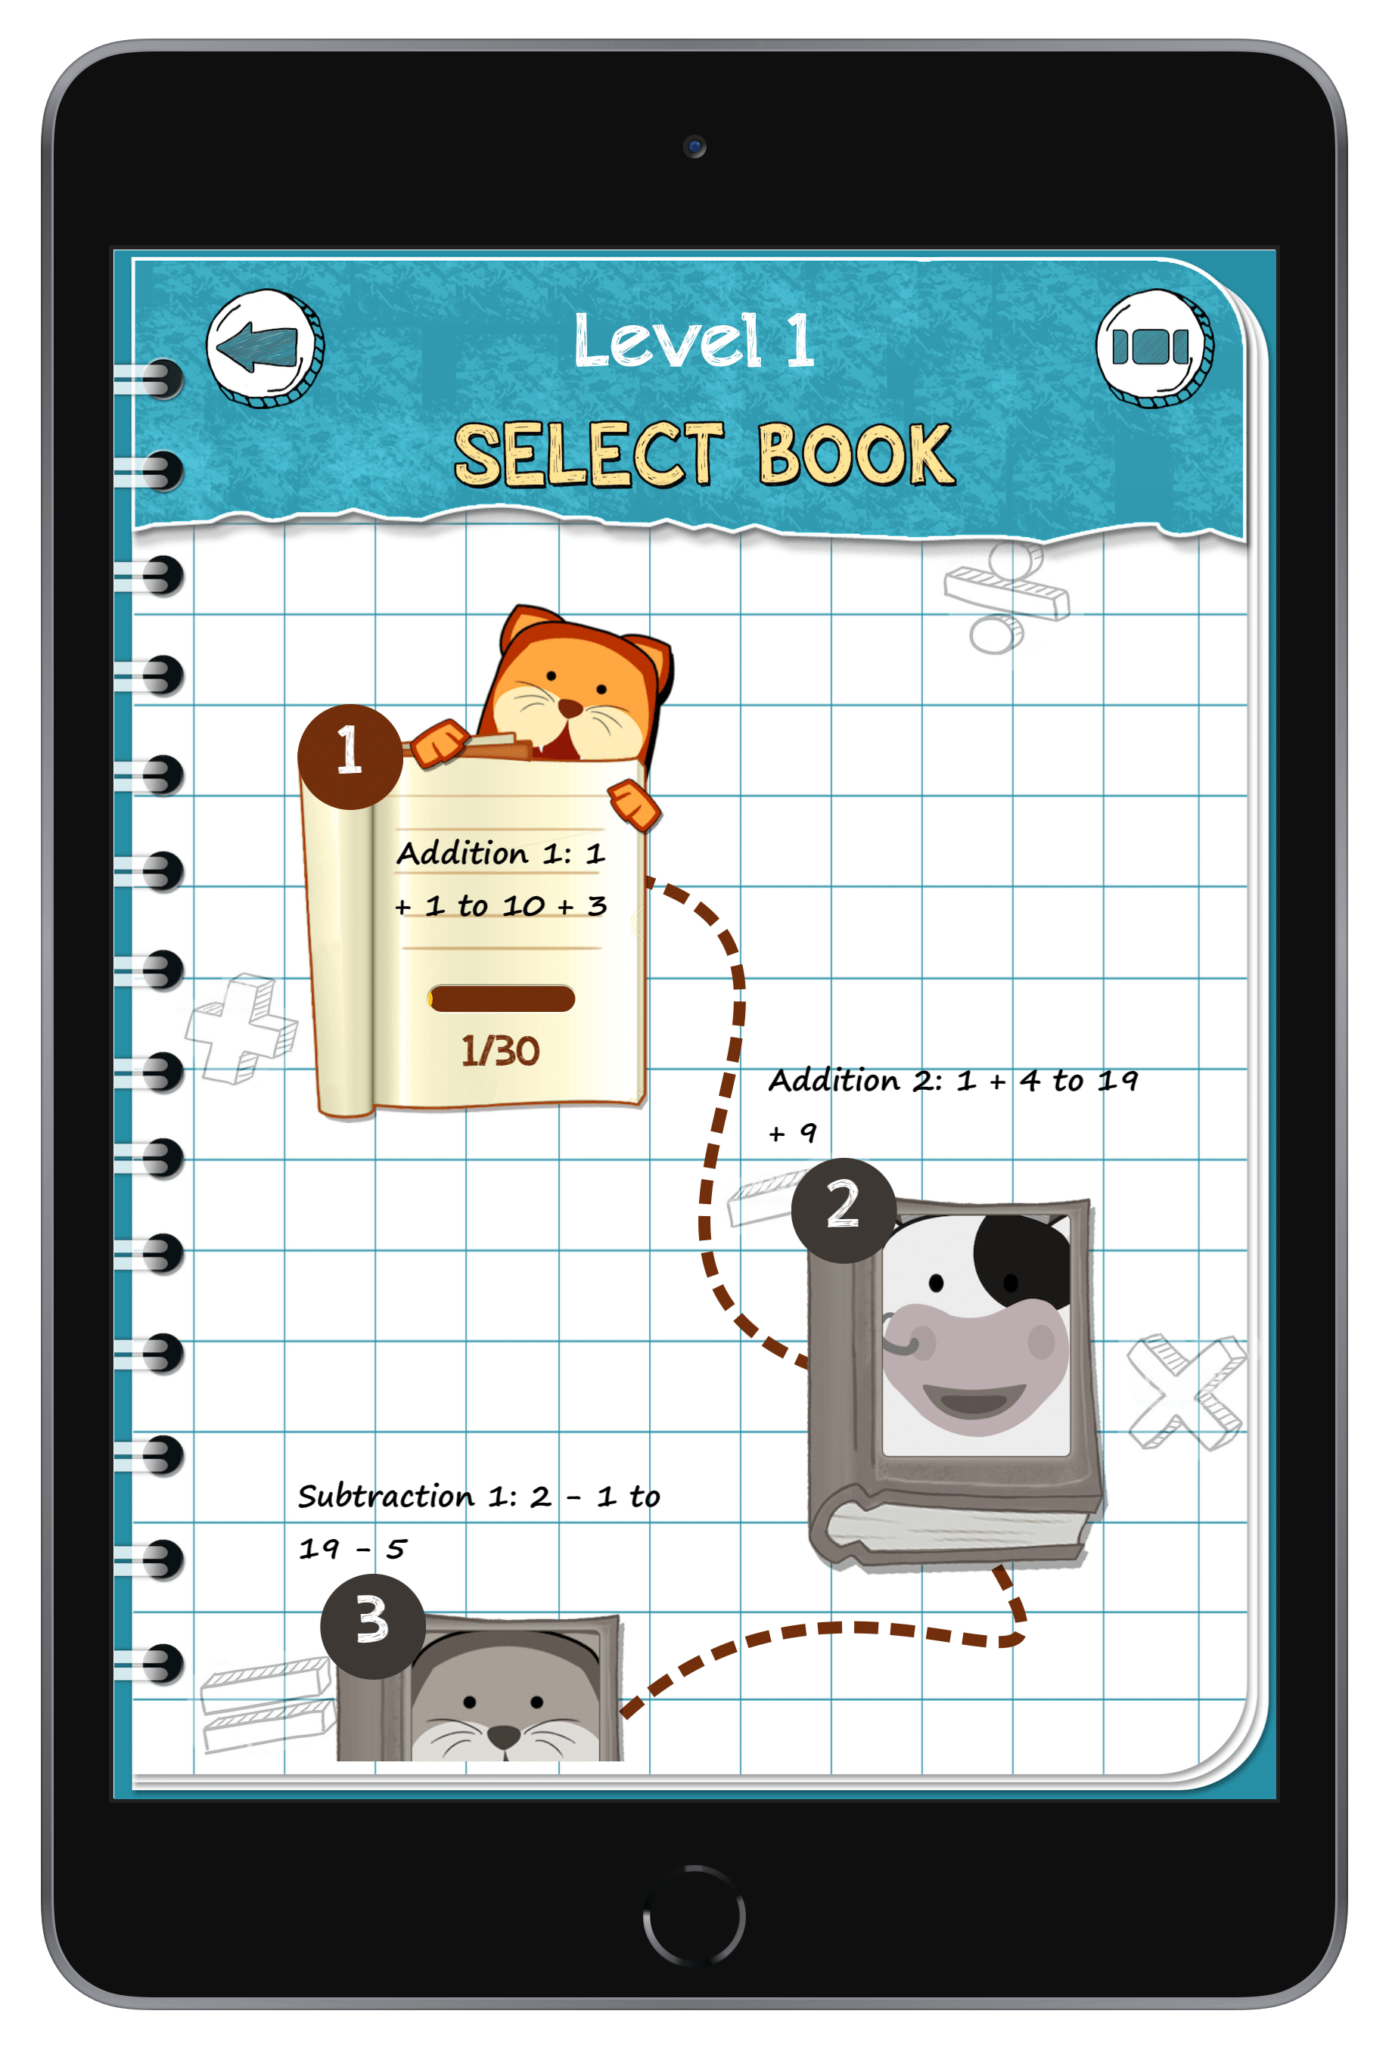 Level 1
SELECT BOOK
1
Addition 1: 1
+ 1 to 10 + 3
1/30
Addition 2: 1 + 4 to 19
+ 9
2
Subtraction 1: 2 - 1 to
19 - 5
3